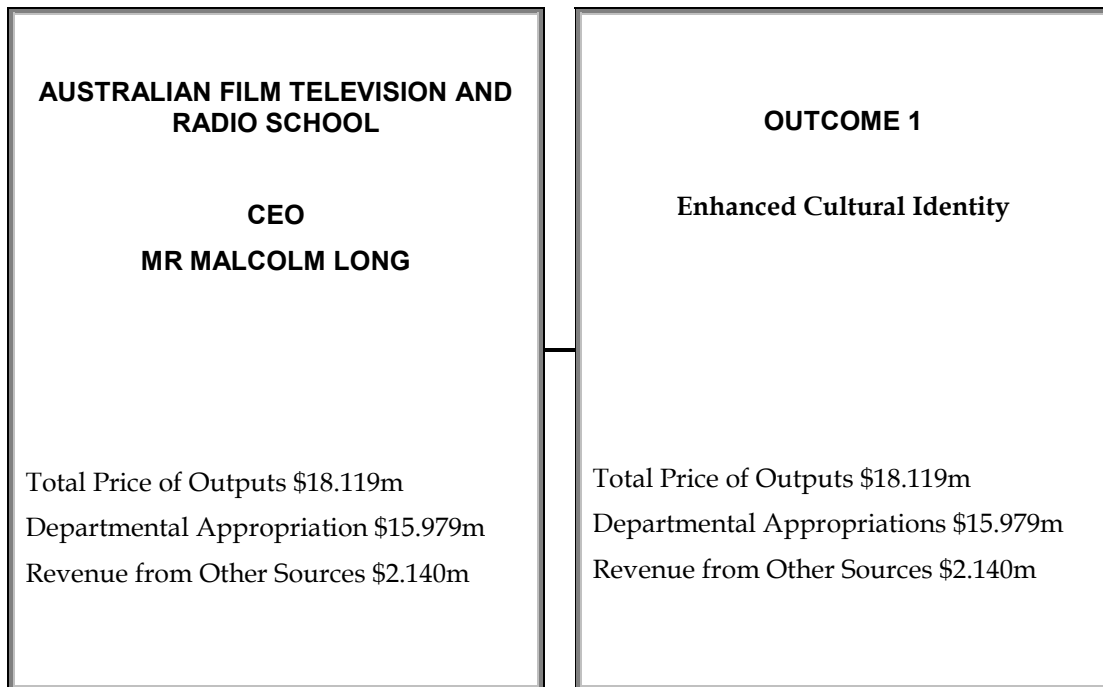 AUSTRALIAN FILM TELEVISION AND
RADIO SCHOOL
CEO
MR MALCOLM LONG
Total Price of Outputs $18.119m
Departmental Appropriation $15.979m
Revenue from Other Sources $2.140m
OUTCOME 1
Enhanced Cultural Identity
Total Price of Outputs $18.119m
Departmental Appropriations $15.979m
Revenue from Other Sources $2.140m